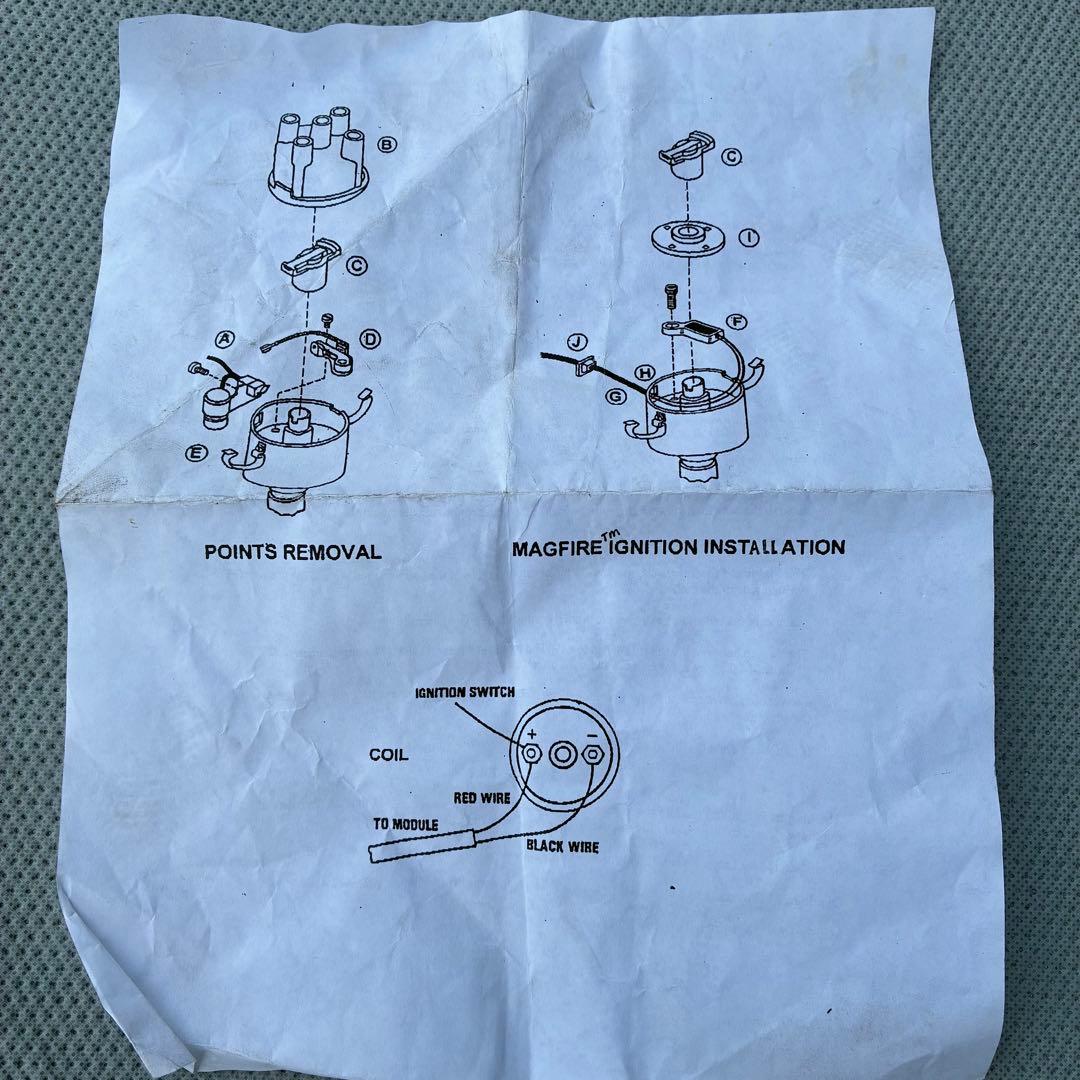 B
C
A
D
E
C
I
F
J
H
G
POINTS REMOVAL
MAGFIRE™ IGNITION INSTALLATION
IGNITION SWITCH
+ −
COIL
RED WIRE
TO MODULE
BLACK WIRE